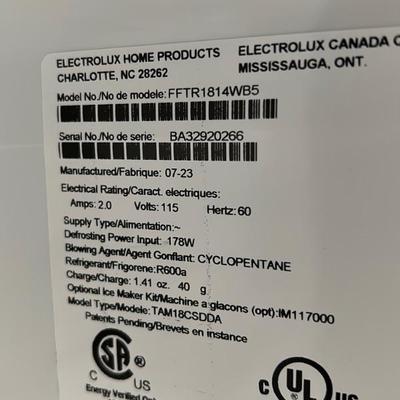 ELECTROLUX HOME PRODUCTS ELECTROLUX CANADA
CHARLOTTE, NC 28262 MISSISSAUGA, ONT.
Model No./No de modele: FFTR1814WB5
Serial No./No de serie: BA32920266
Manufactured/Fabrique: 07-23
Electrical Rating/Caract. electriques:
Amps: 2.0 Volts: 115 Hertz: 60
Supply Type/Alimentation:~
Defrosting Power Input: 178W
Blowing Agent/Agent Gonflant: CYCLOPENTANE
Refrigerant/Frigorene: R600a
Charge/Charge: 1.41 oz. 40 g
Optional Ice Maker Kit/Machine a glacons (opt):IM117000
Model Type/Modele- TAM18CSDDA
Patents Pending/Brevets en instance
CSA
C US
C UL US
Energy Verified